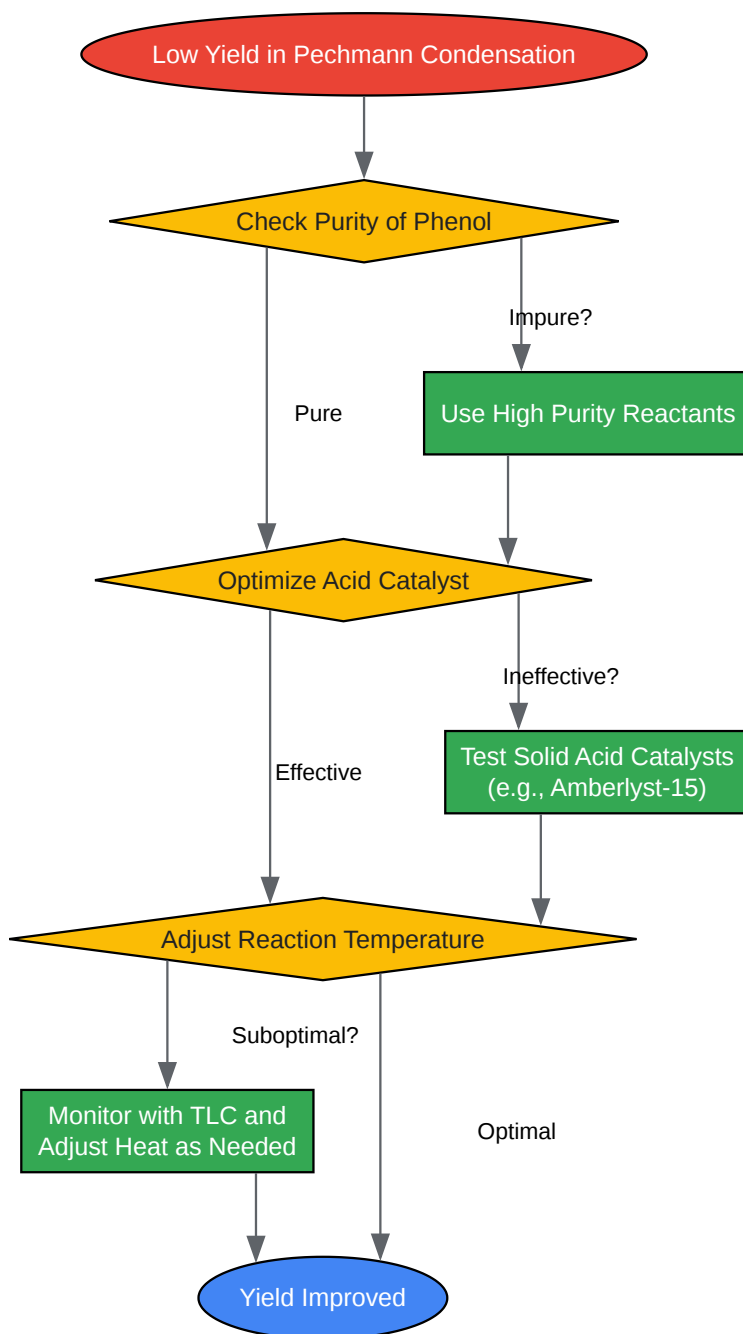 Low Yield in Pechmann Condensation
Check Purity of Phenol
Impure?
Pure
Use High Purity Reactants
Optimize Acid Catalyst
Ineffective?
Effective
Test Solid Acid Catalysts
(e.g., Amberlyst-15)
Adjust Reaction Temperature
Suboptimal?
Monitor with TLC and
Adjust Heat as Needed
Optimal
Yield Improved